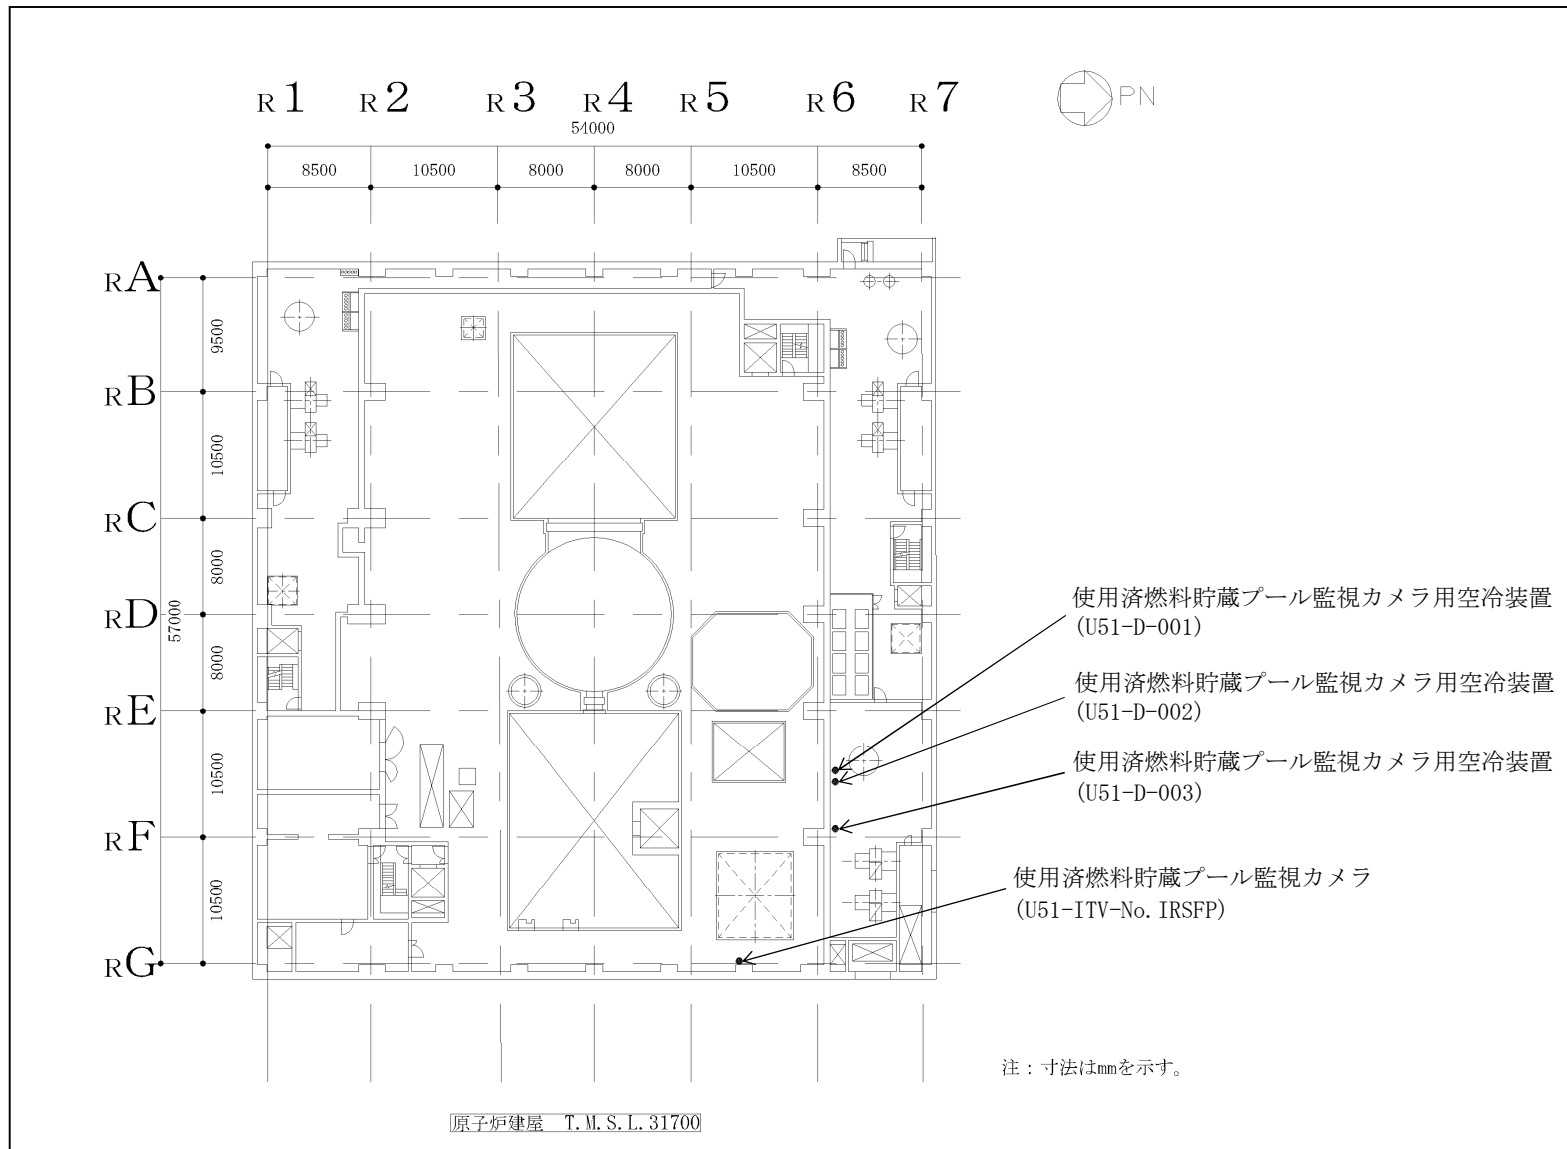 R1 R2 R3 R4 R5 R6 R7
PN
54000
8500 10500 8000 8000 10500 8500
RA
RB
RC
RD
RE
RF
RG
9500
10500
8000
57000
8000
10500
10500
使用済燃料貯蔵プール監視カメラ用空冷装置
(U51-D-001)
使用済燃料貯蔵プール監視カメラ用空冷装置
(U51-D-002)
使用済燃料貯蔵プール監視カメラ用空冷装置
(U51-D-003)
使用済燃料貯蔵プール監視カメラ
(U51-ITV-No.IRSFP)
注：寸法はmmを示す。
原子炉建屋　T.M.S.L.31700